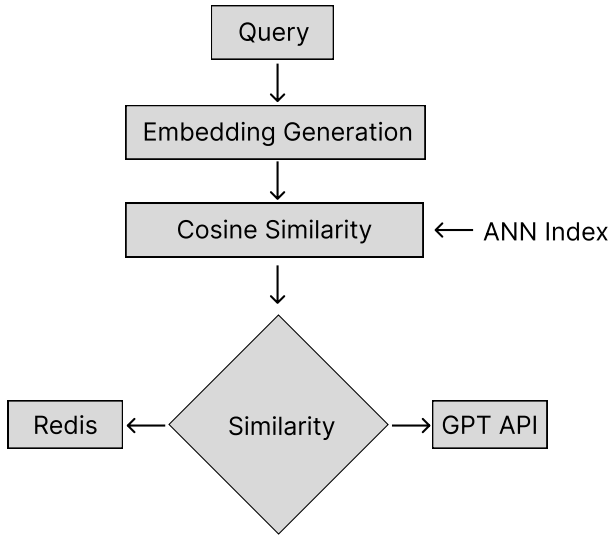 Query
Embedding Generation
Cosine Similarity
ANN Index
Similarity
Redis
GPT API